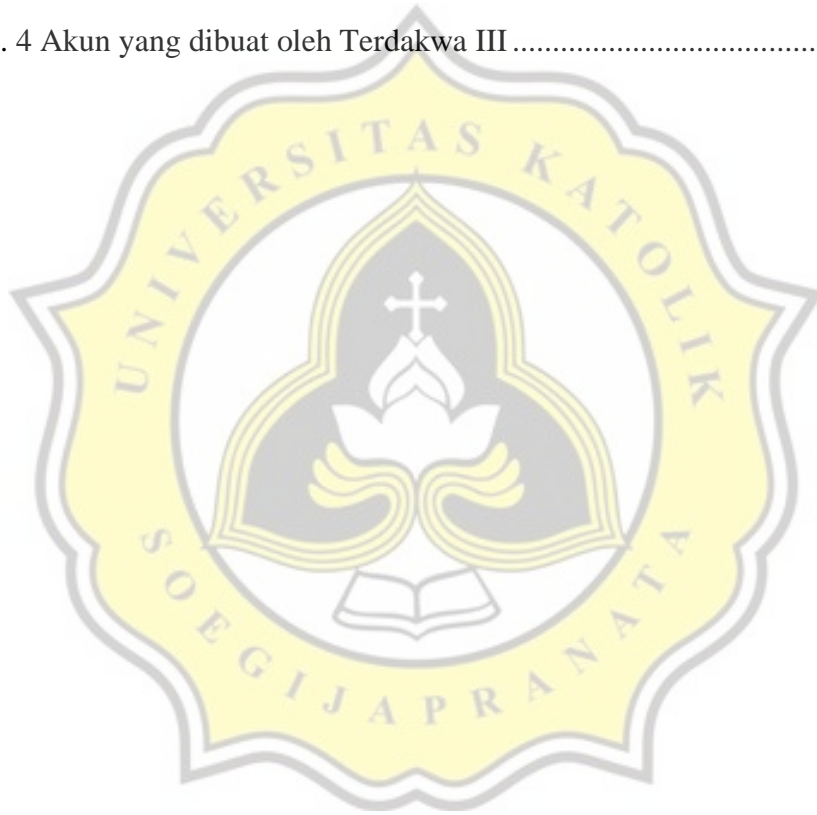 . 4 Akun yang dibuat oleh Terdakwa III ......................................
UNIVERSITAS KATOLIK
SOEGIJAPRANATA